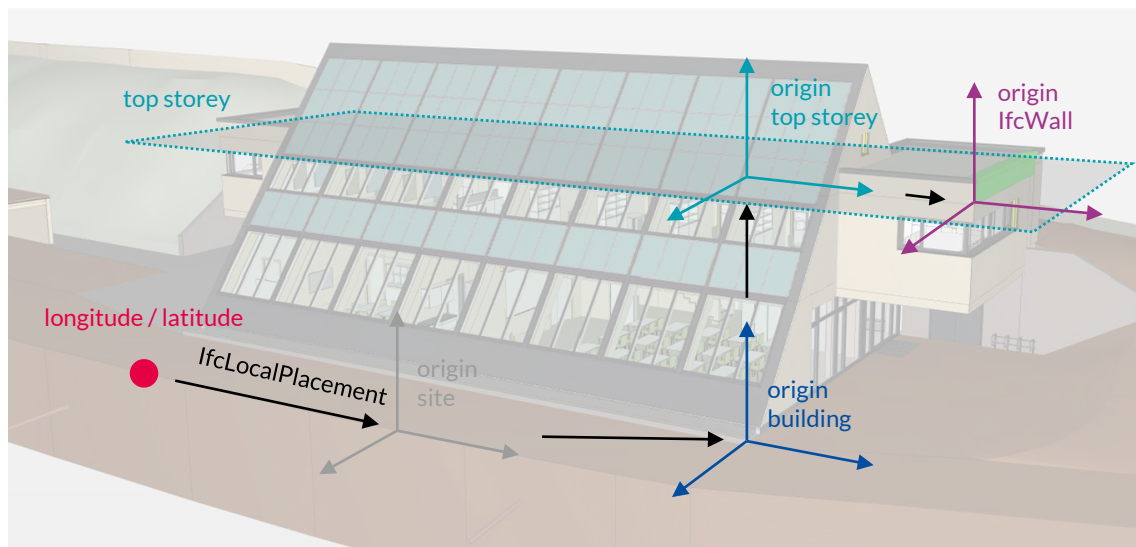 top storey
origin
top storey
origin
IfcWall
longitude / latitude
IfcLocalPlacement
origin
site
origin
building